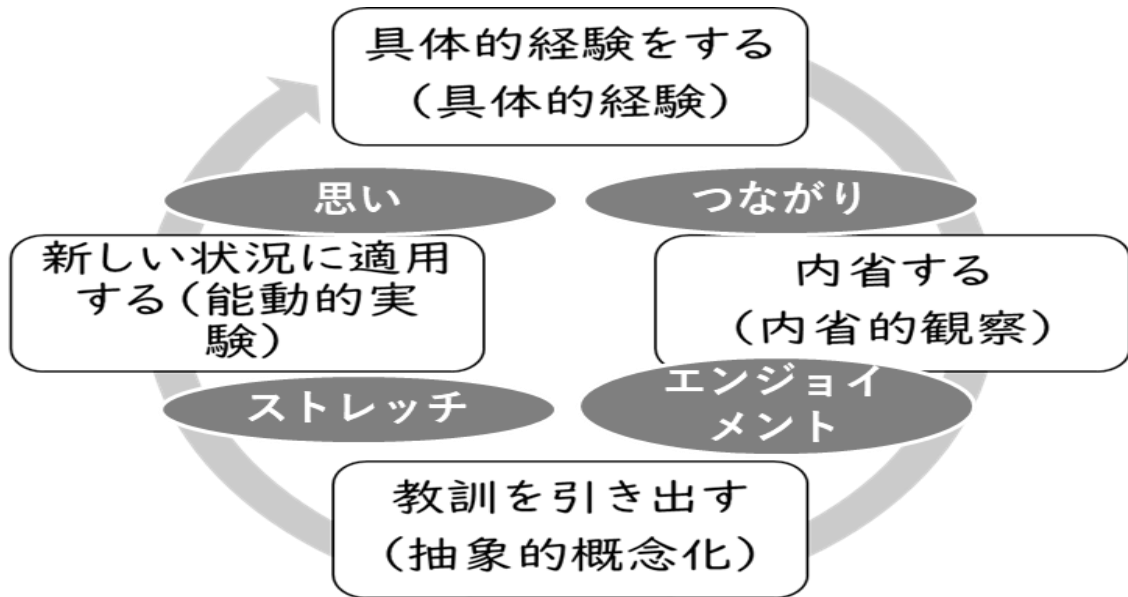 具体的経験をする
（具体的経験）
思い
つながり
新しい状況に適用
する（能動的実
験）
内省する
（内省的観察）
ストレッチ
エンジョイ
メント
教訓を引き出す
（抽象的概念化）